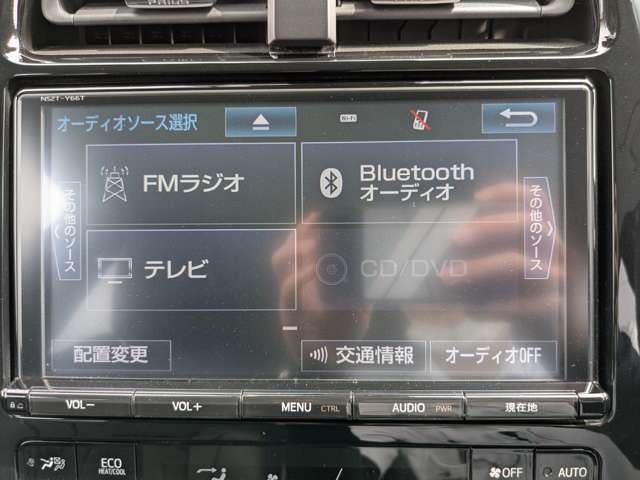 PRIUS
NSZT-Y66T
オーディオソース選択
Wi-Fi
FMラジオ
Bluetooth
オーディオ
その他のソース
その他のソース
テレビ
CD/DVD
配置変更
交通情報
オーディオOFF
VOL−
VOL+
MENU CTRL
AUDIO PWR
現在地
ECO
HEAT/COOL
OFF
AUTO